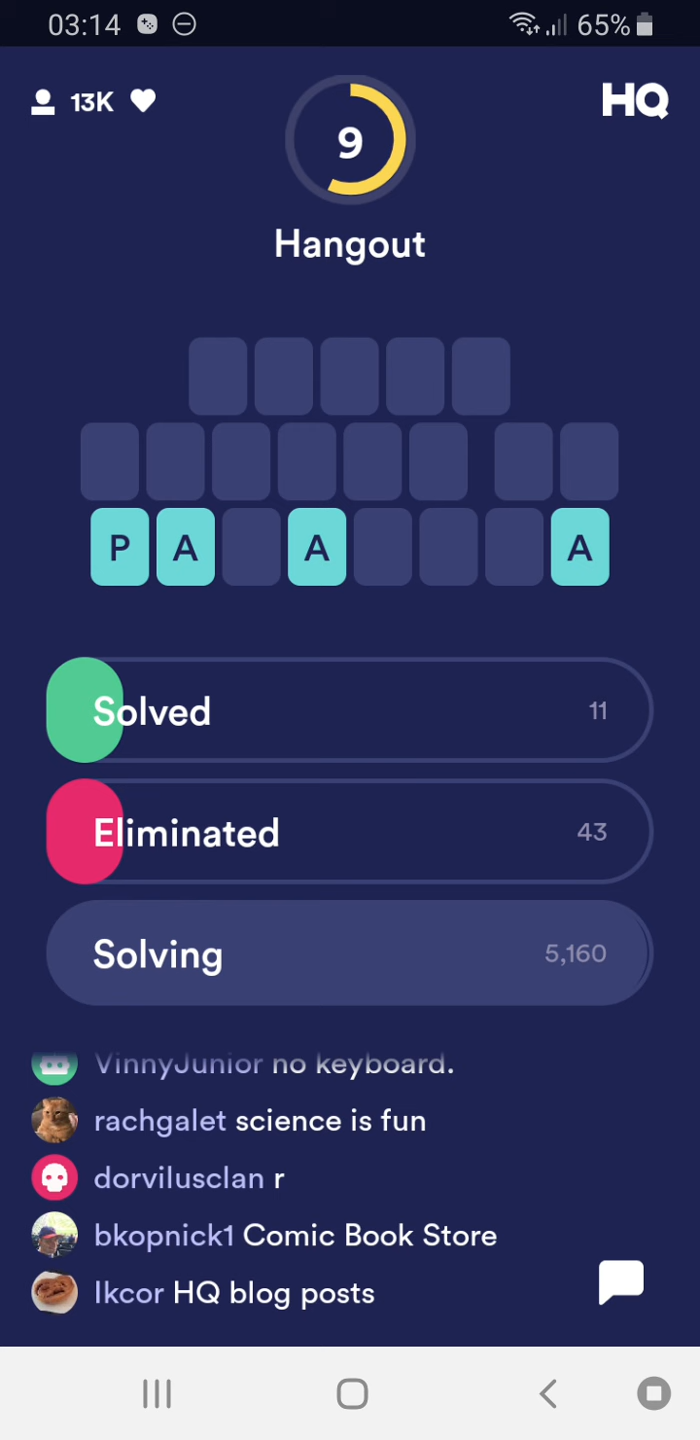 03:14 65%
13K 9 HQ
Hangout
P A A A
Solved 11
Eliminated 43
Solving 5,160
VinnyJunior no keyboard.
rachgalet science is fun
dorvilusclan r
bkopnick1 Comic Book Store
lkcor HQ blog posts